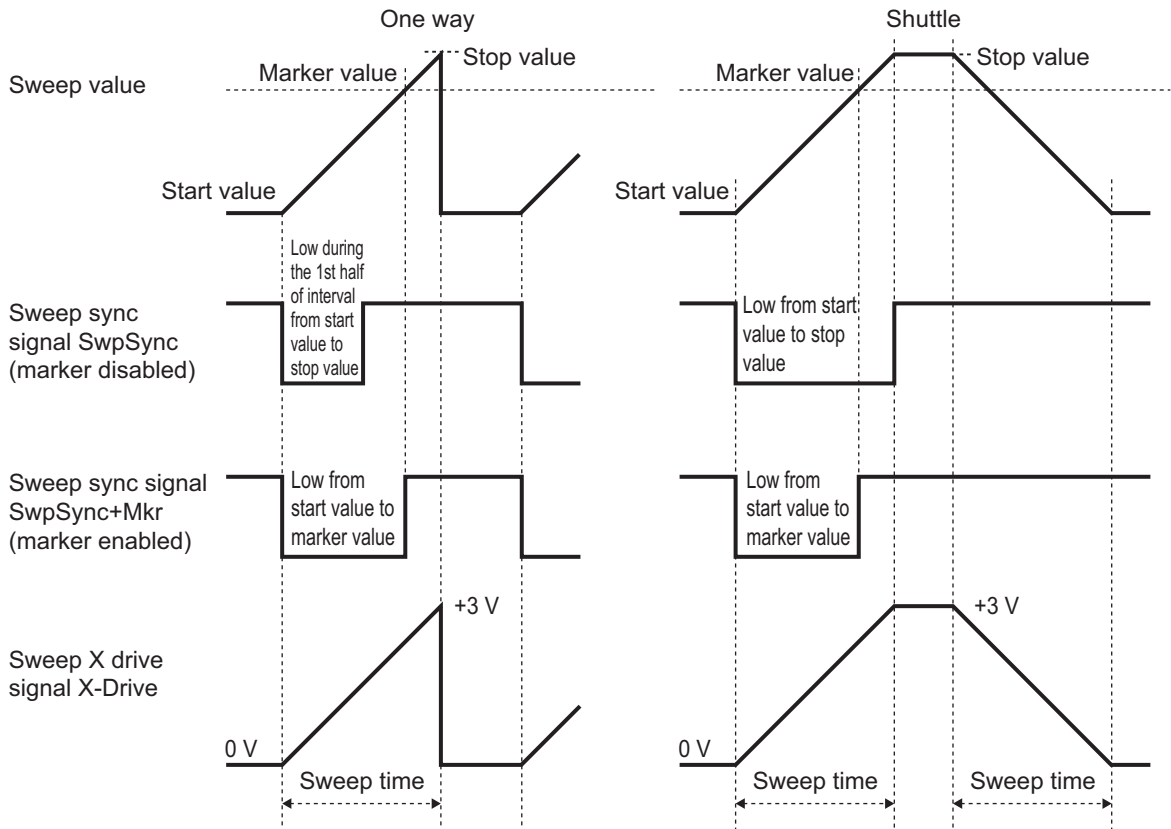 One way
Shuttle
Stop value
Stop value
Marker value
Marker value
Sweep value
Start value
Start value
Low during
the 1st half
of interval
from start
value to
stop value
Low from start
value to stop
value
Sweep sync
signal SwpSync
(marker disabled)
Sweep sync signal
SwpSync+Mkr
(marker enabled)
Low from
start value to
marker value
Low from
start value to
marker value
+3 V
+3 V
Sweep X drive
signal X-Drive
0 V
0 V
Sweep time
Sweep time
Sweep time